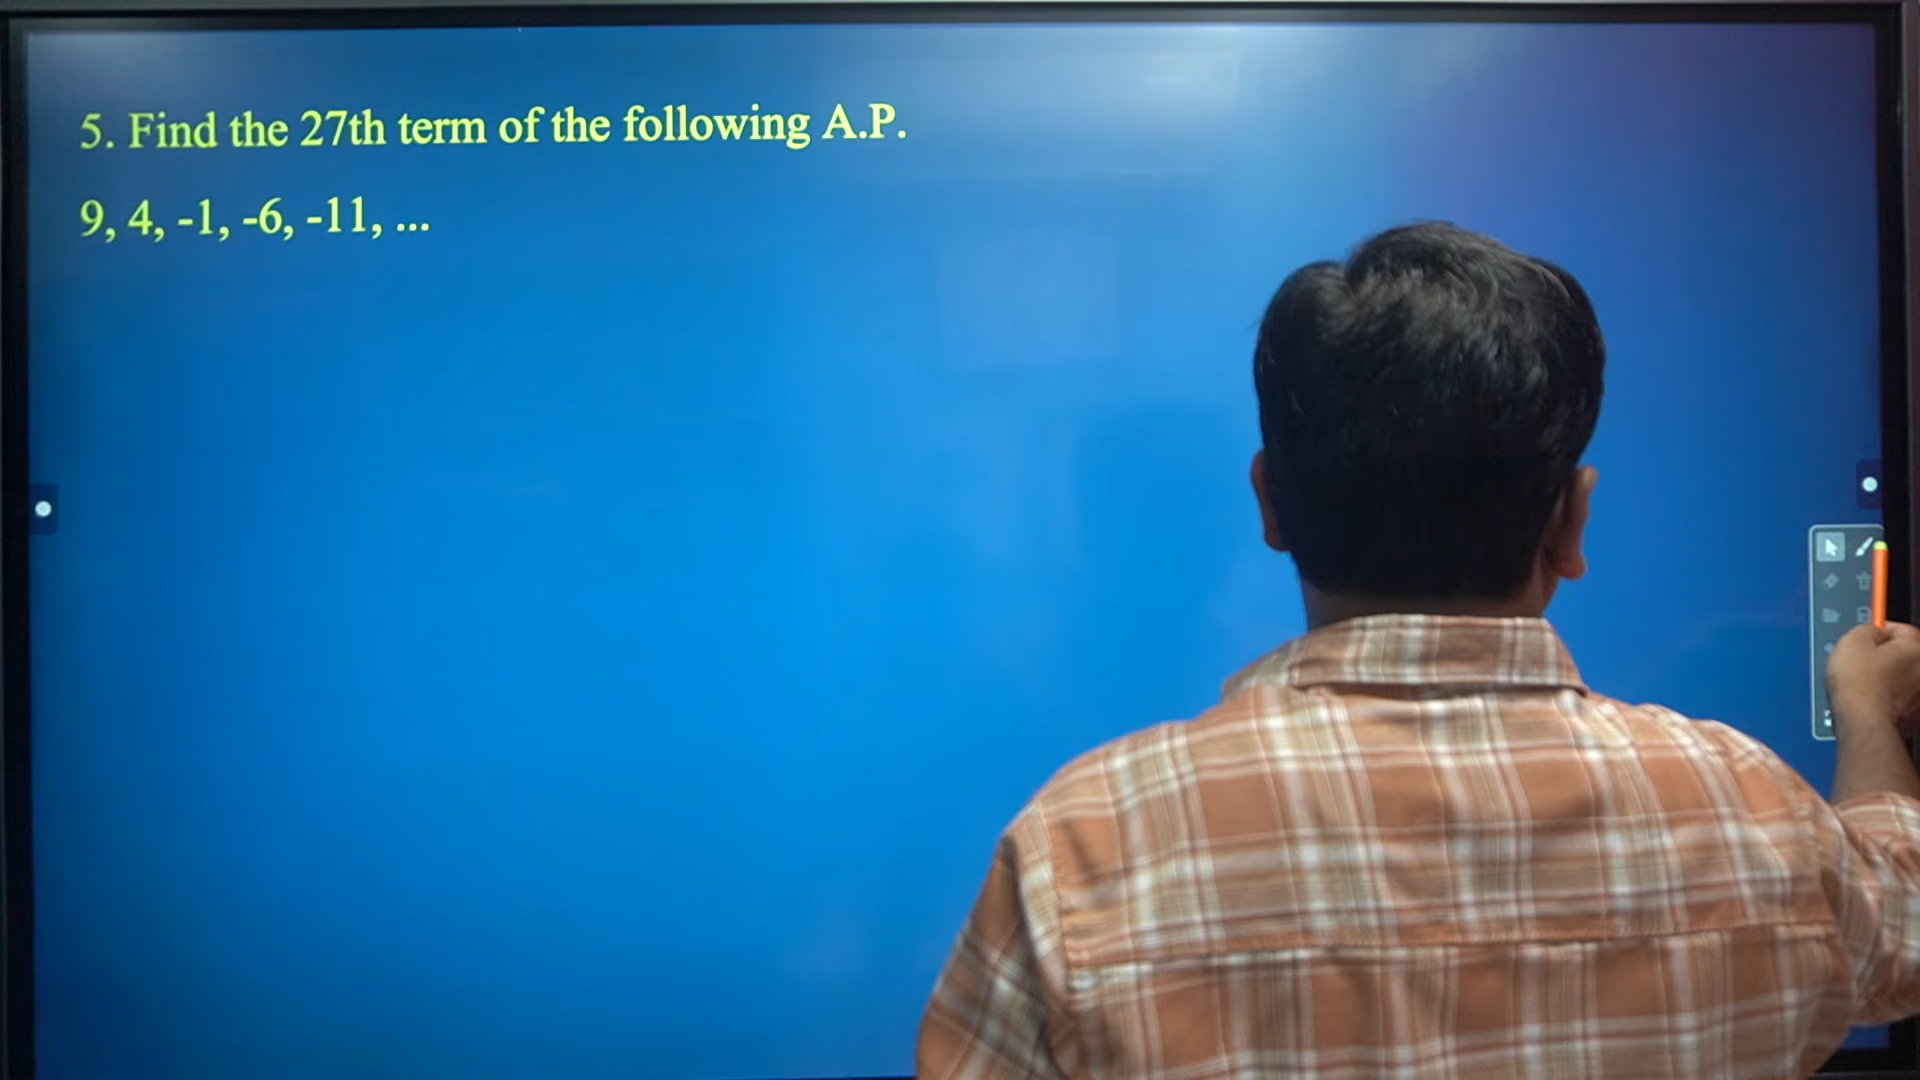 5. Find the 27th term of the following A.P.
9, 4, -1, -6, -11, ...